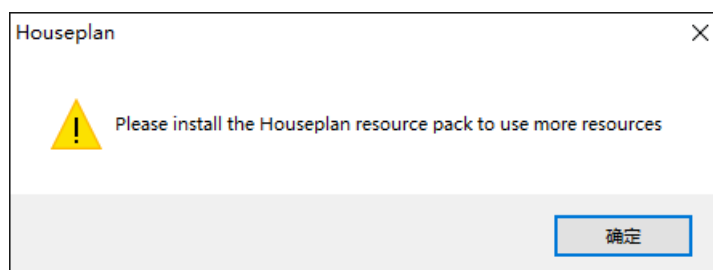 Houseplan
Please install the Houseplan resource pack to use more resources
确定